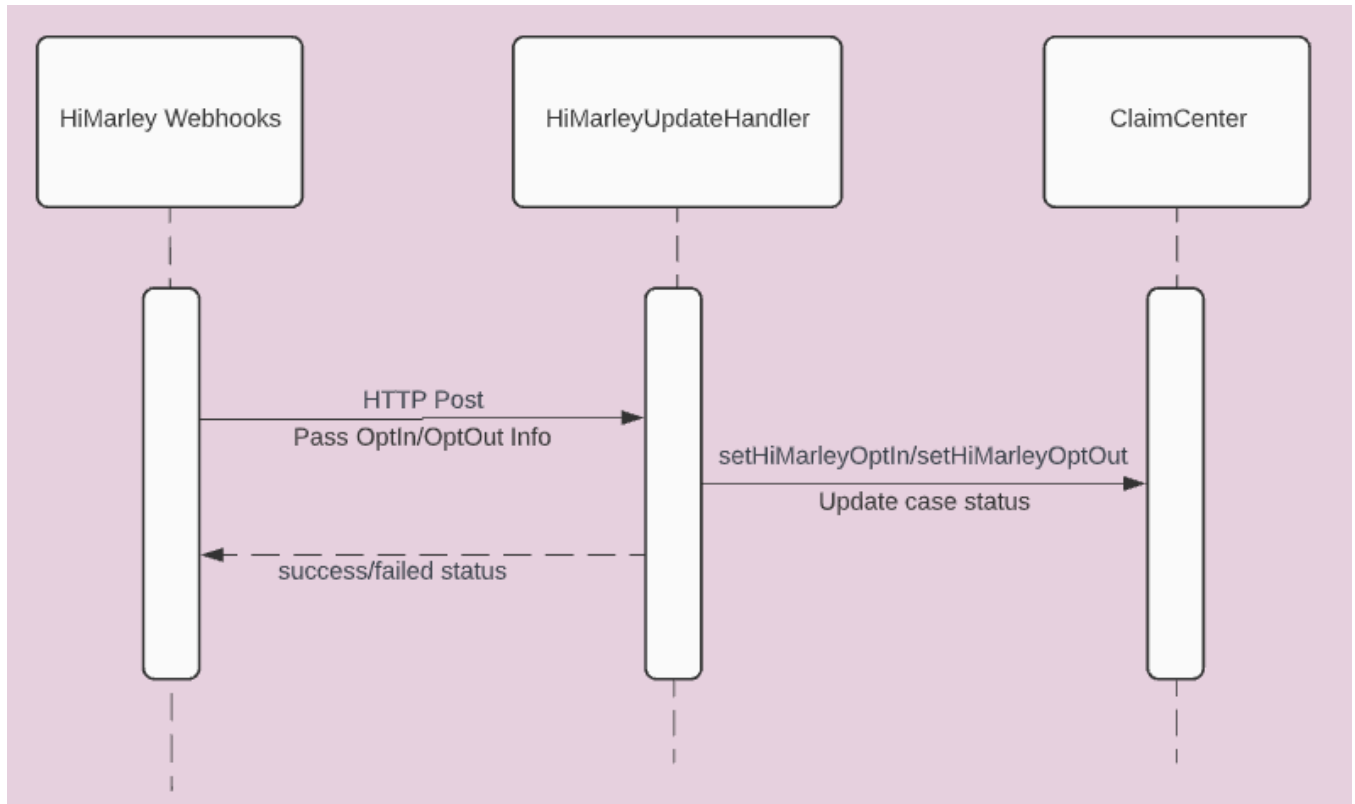 HiMarley Webhooks
HiMarleyUpdateHandler
ClaimCenter
HTTP Post
Pass OptIn/OptOut Info
setHiMarleyOptIn/setHiMarleyOptOut
Update case status
success/failed status